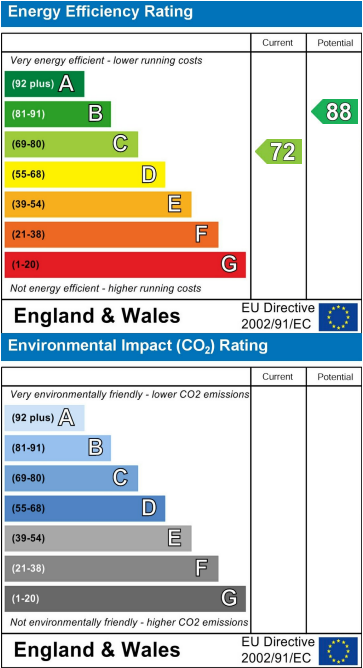 Energy Efficiency Rating
Current Potential
Very energy efficient - lower running costs
(92 plus) A
(81-91) B
88
(69-80) C
72
(55-68) D
(39-54) E
(21-38) F
(1-20) G
Not energy efficient - higher running costs
England & Wales
EU Directive
2002/91/EC
Environmental Impact (CO₂) Rating
Current Potential
Very environmentally friendly - lower CO2 emissions
(92 plus) A
(81-91) B
(69-80) C
(55-68) D
(39-54) E
(21-38) F
(1-20) G
Not environmentally friendly - higher CO2 emissions
England & Wales
EU Directive
2002/91/EC